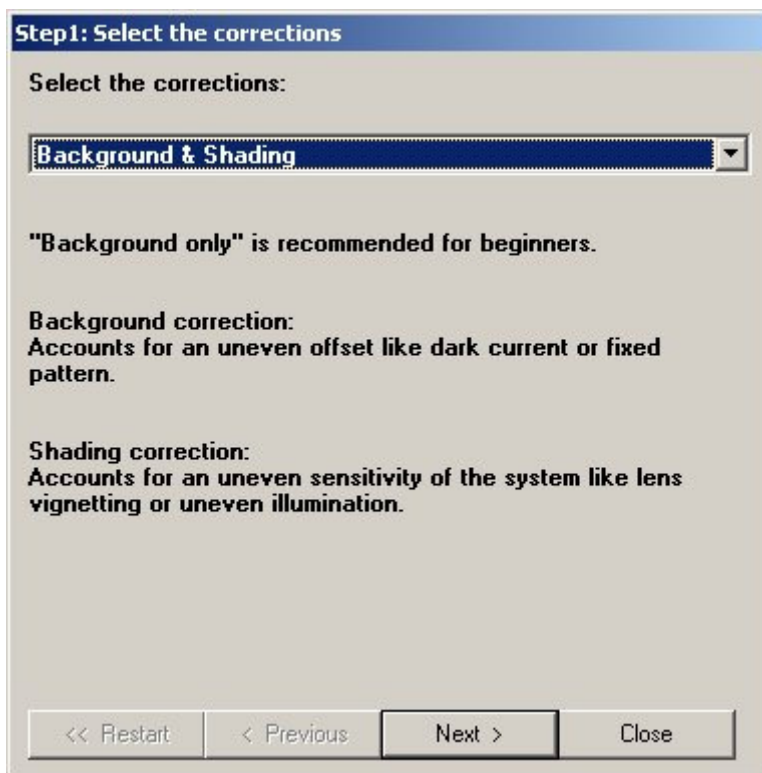 Step1: Select the corrections
Select the corrections:
Background & Shading
"Background only" is recommended for beginners.
Background correction:
Accounts for an uneven offset like dark current or fixed
pattern.
Shading correction:
Accounts for an uneven sensitivity of the system like lens
vignetting or uneven illumination.
<< Restart < Previous Next > Close